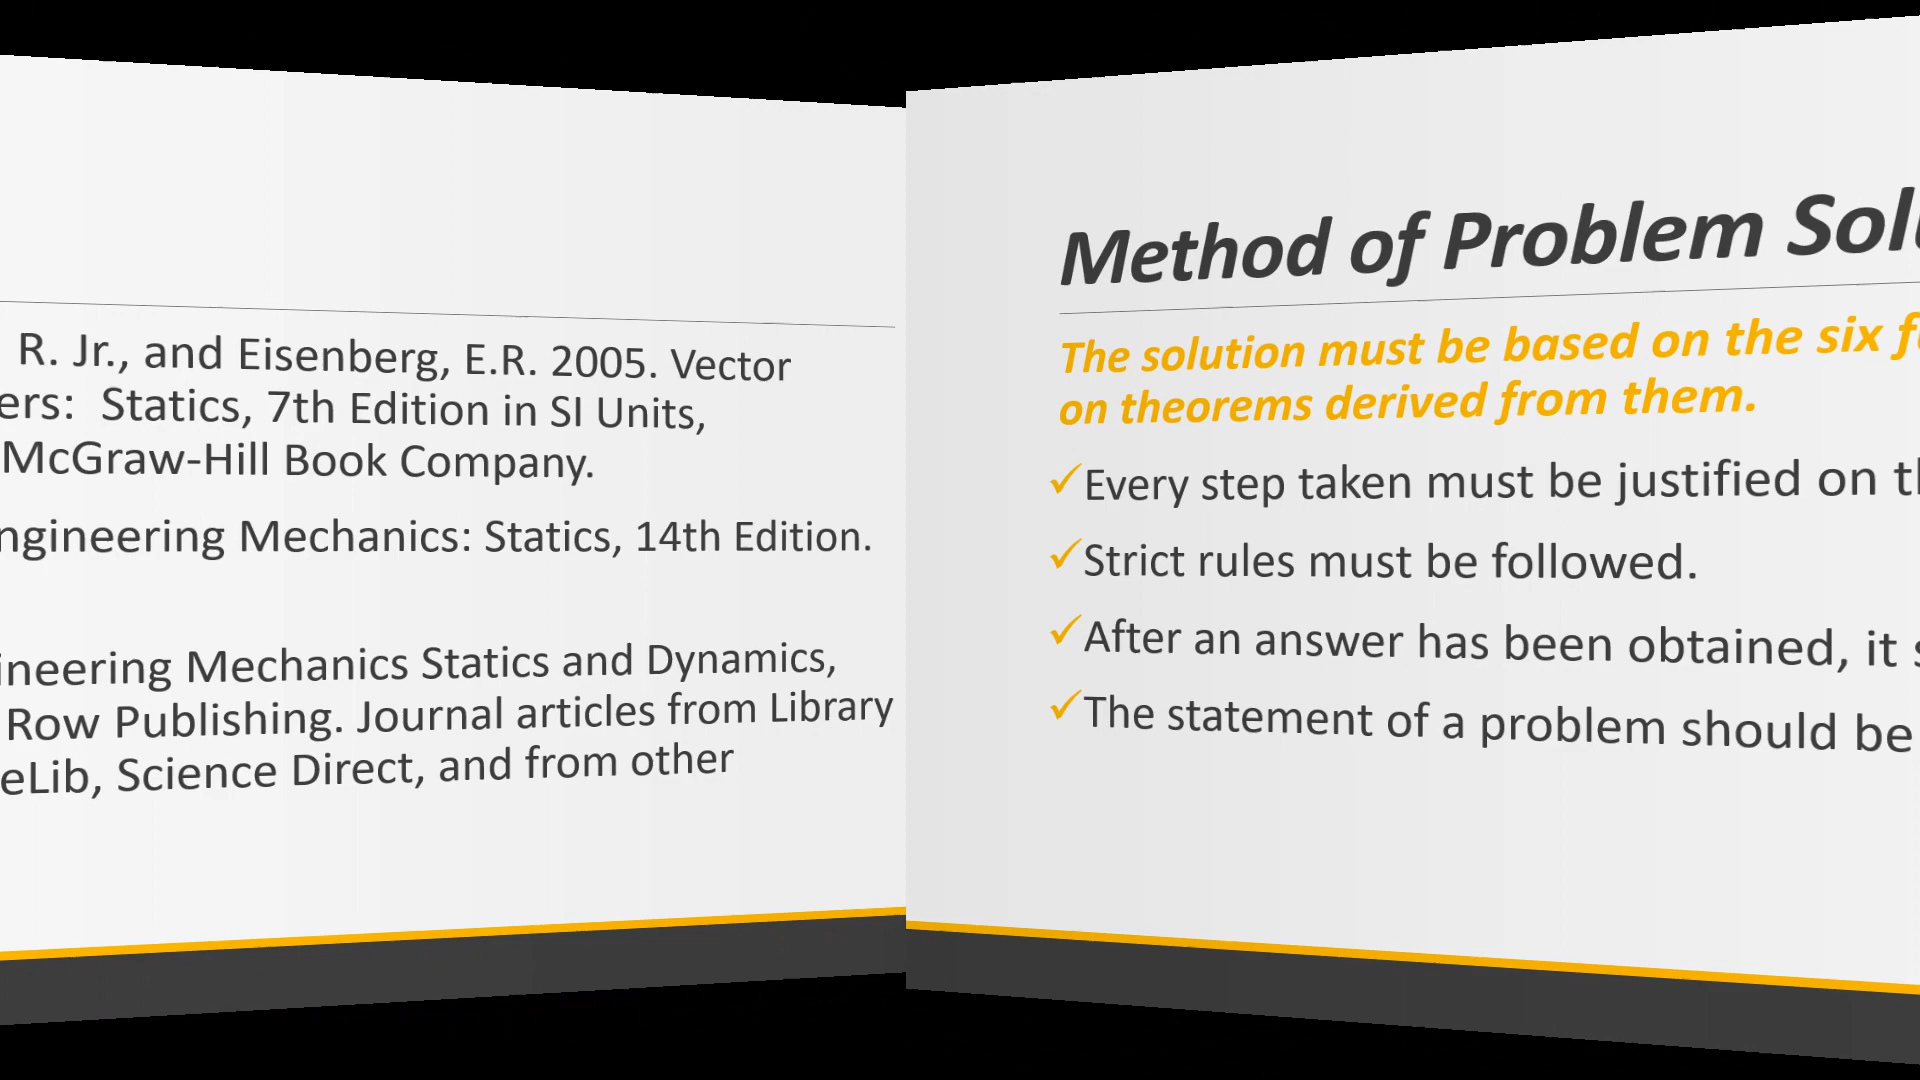 R. Jr., and Eisenberg, E.R. 2005. Vector
ers: Statics, 7th Edition in SI Units,
McGraw-Hill Book Company.
ngineering Mechanics: Statics, 14th Edition.
ineering Mechanics Statics and Dynamics,
Row Publishing. Journal articles from Library
eLib, Science Direct, and from other
Method of Problem Solu
The solution must be based on the six f
on theorems derived from them.
Every step taken must be justified on th
Strict rules must be followed.
After an answer has been obtained, it s
The statement of a problem should be